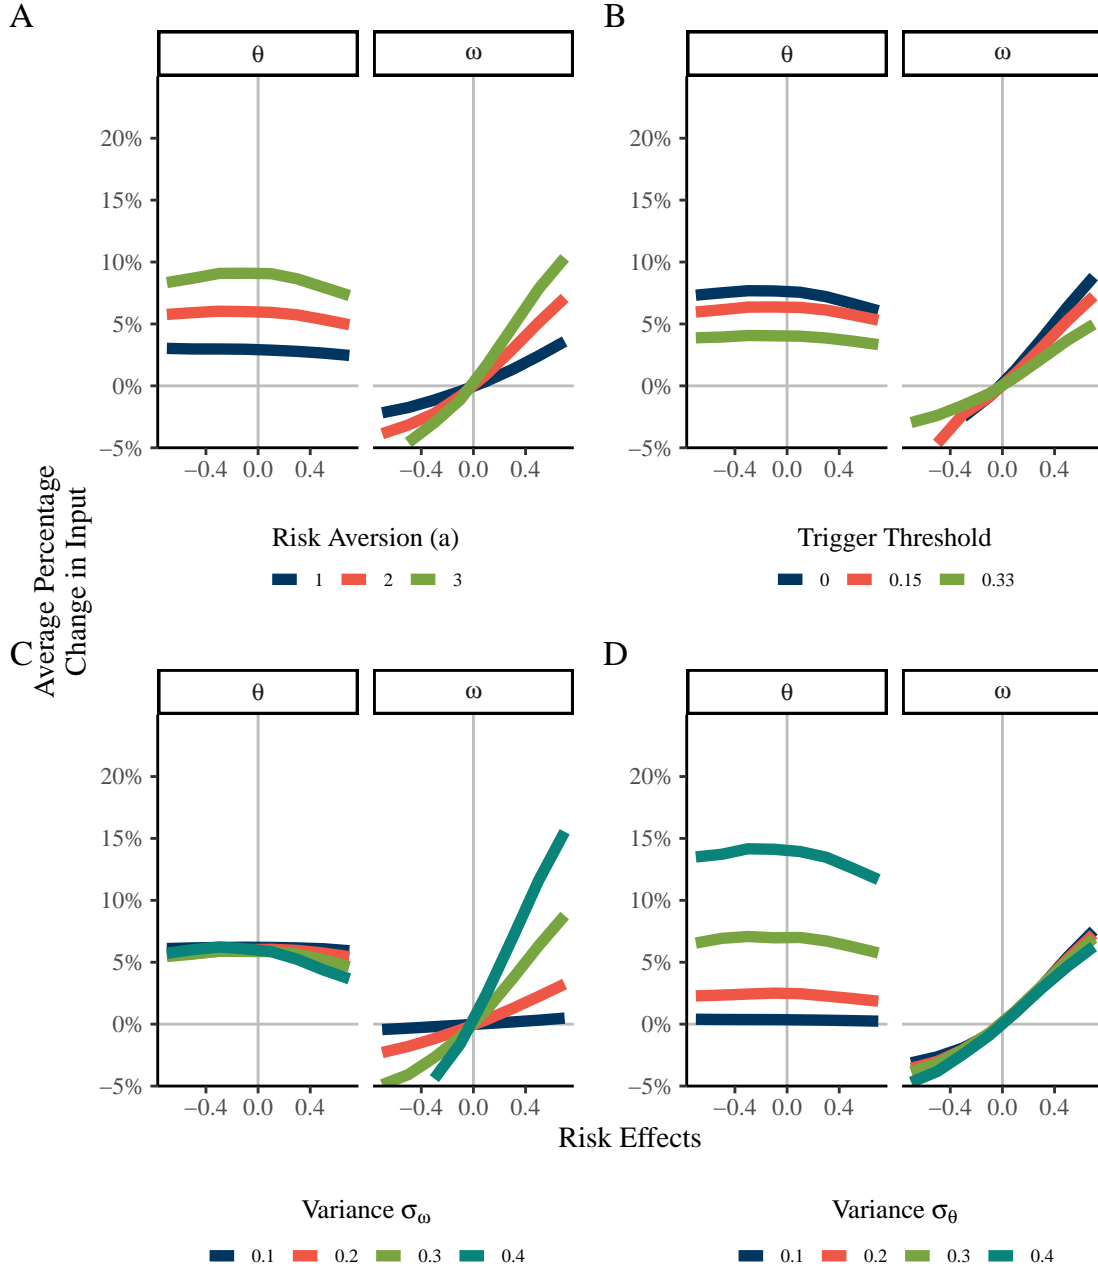 A
B
θ
ω
θ
ω
20%
15%
10%
5%
0%
−5%
20%
15%
10%
5%
0%
−5%
−0.4 0.0 0.4
−0.4 0.0 0.4
−0.4 0.0 0.4
−0.4 0.0 0.4
Risk Aversion (a)
1 2 3
Trigger Threshold
0 0.15 0.33
Average Percentage
Change in Input
C
D
θ
ω
θ
ω
20%
15%
10%
5%
0%
−5%
20%
15%
10%
5%
0%
−5%
−0.4 0.0 0.4
−0.4 0.0 0.4
−0.4 0.0 0.4
−0.4 0.0 0.4
Risk Effects
Variance σω
0.1 0.2 0.3 0.4
Variance σθ
0.1 0.2 0.3 0.4